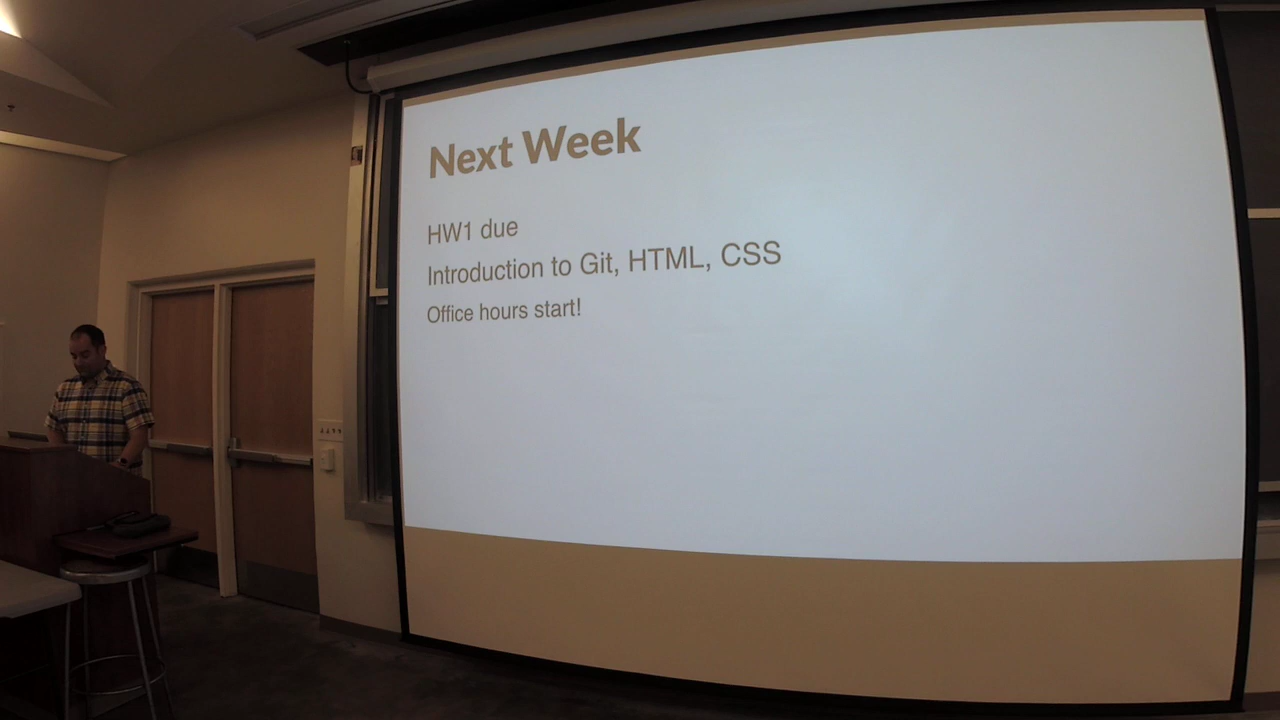 Next Week
HW1 due
Introduction to Git, HTML, CSS
Office hours start!